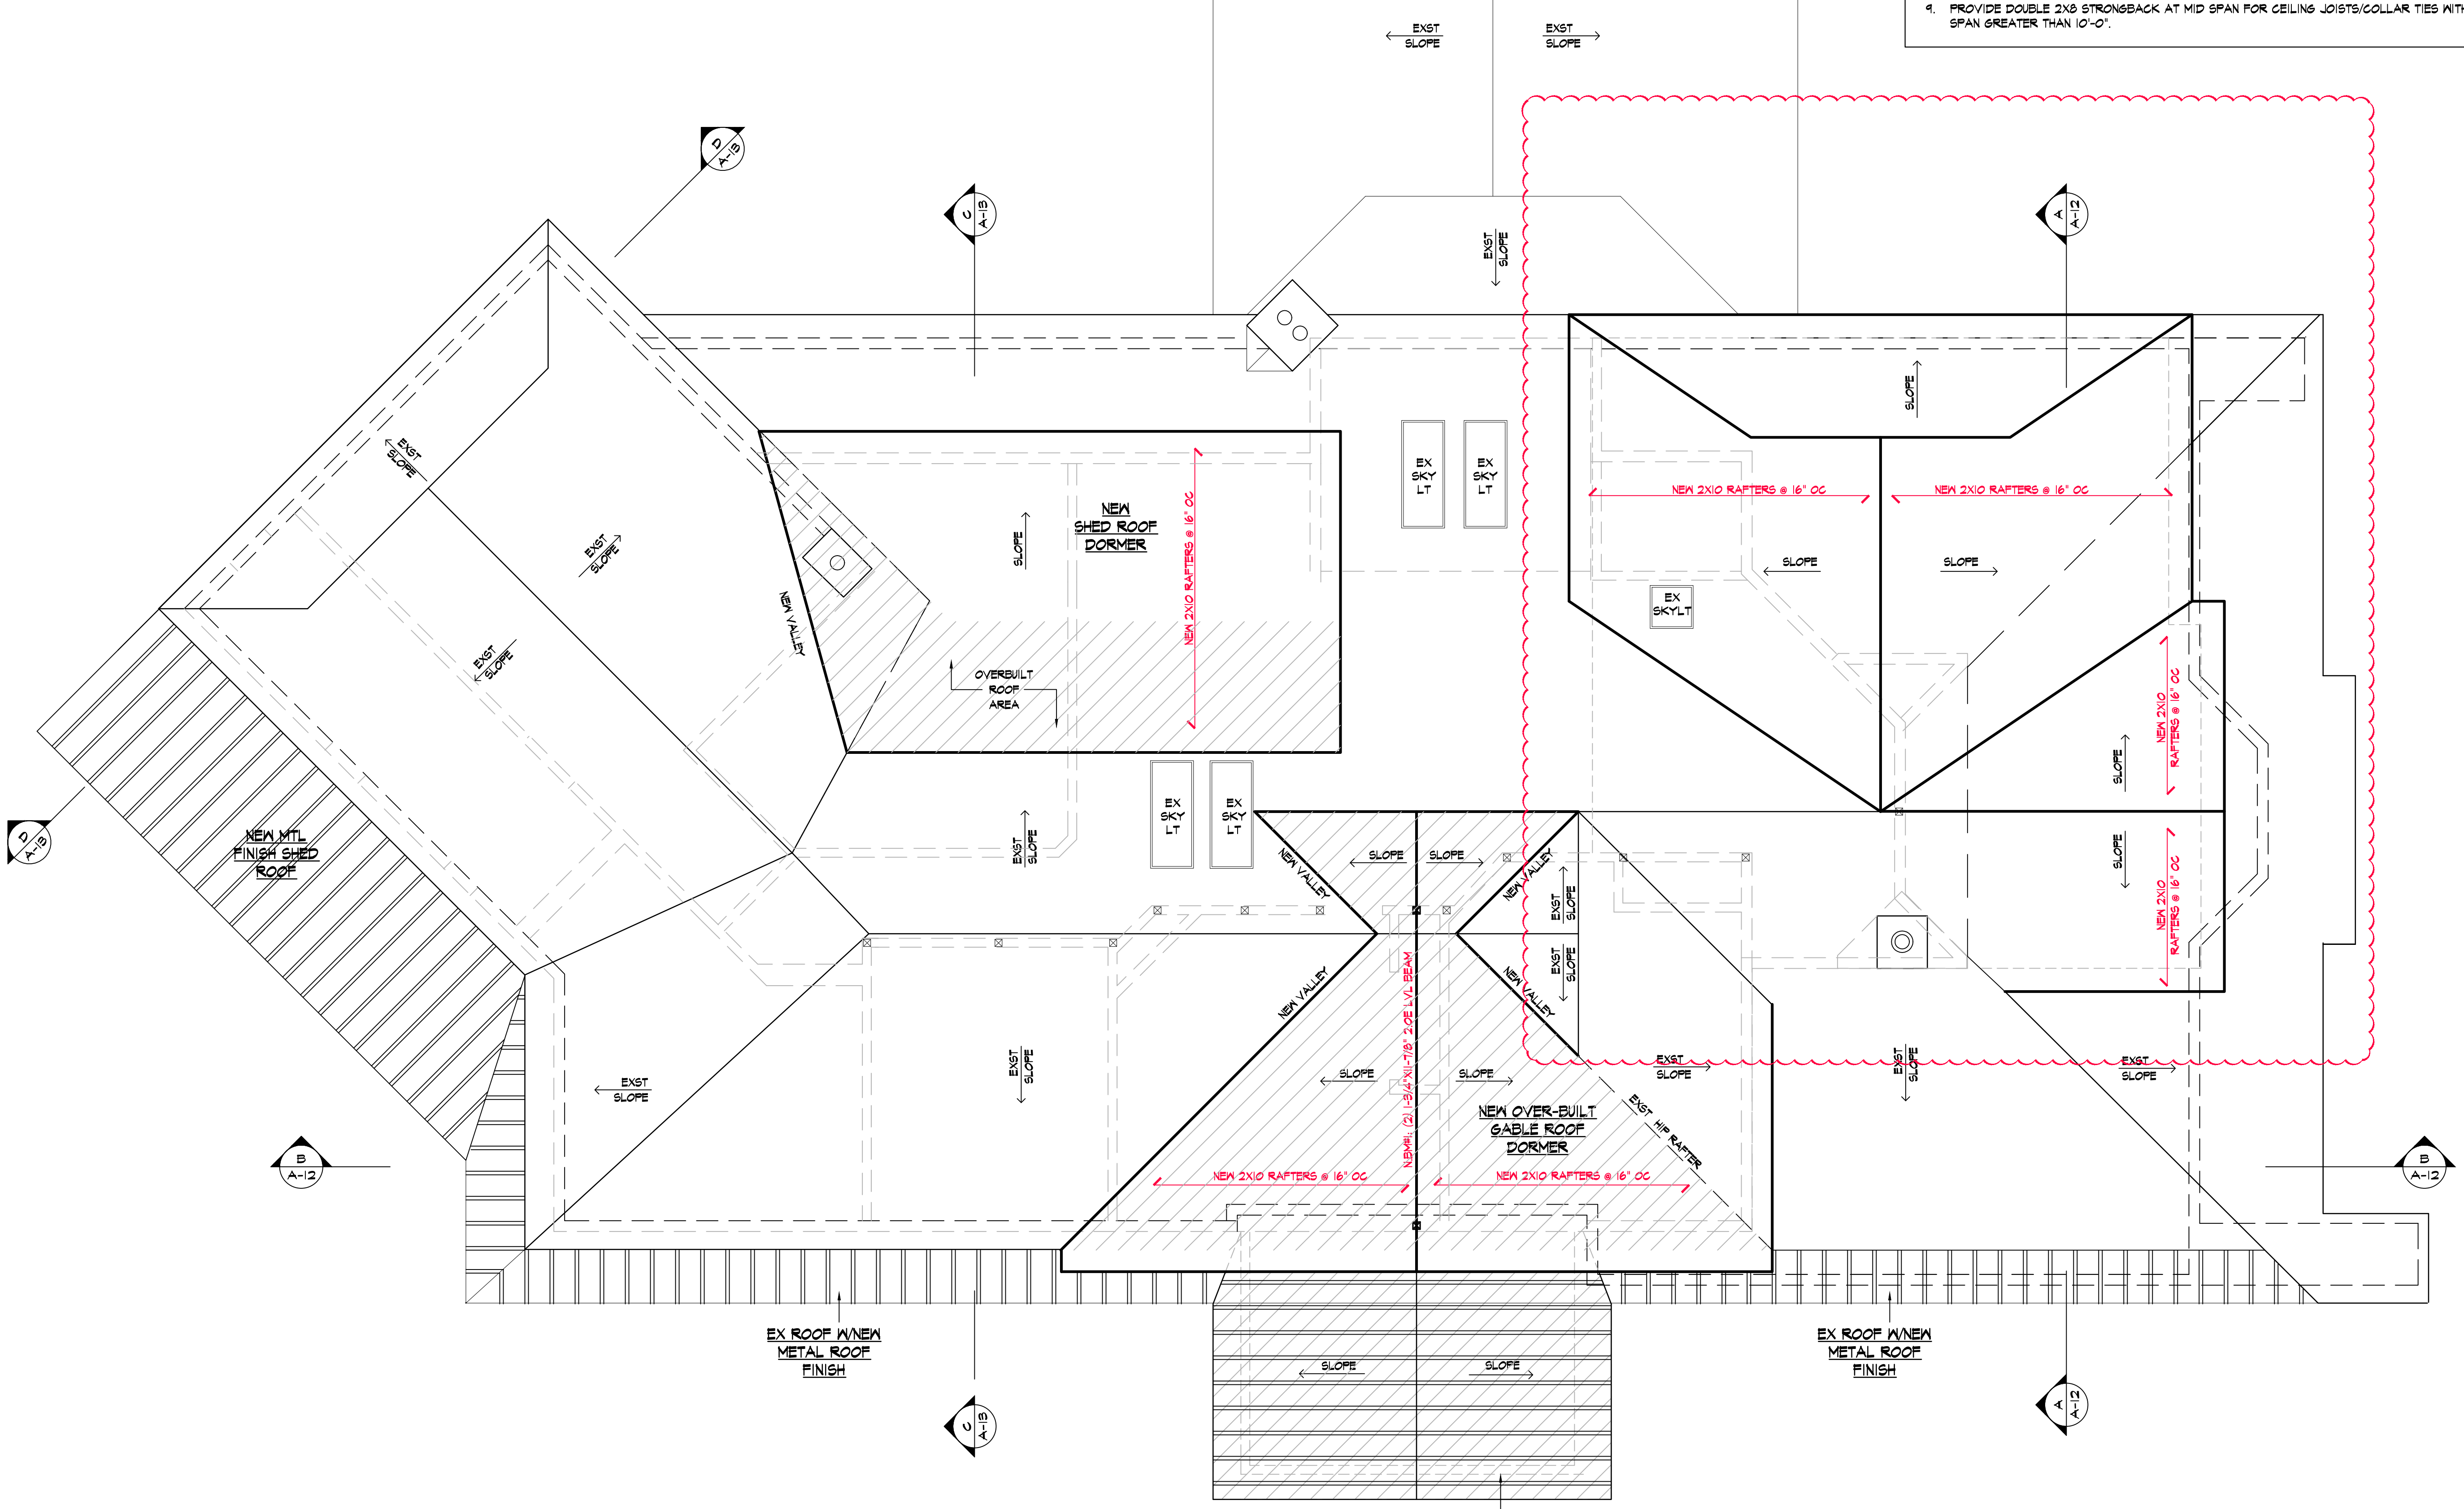 9. PROVIDE DOUBLE 2X8 STRONGBACK AT MID SPAN FOR CEILING JOISTS/COLLAR TIES WITH
SPAN GREATER THAN 10'-0".
EXST
SLOPE
EXST
SLOPE
D
A-13
C
A-13
A
A-12
EXST
SLOPE
SLOPE
EXST
SLOPE
EXST
SLOPE
EXST
SLOPE
NEW
SHED ROOF
DORMER
SLOPE
NEW 2X10 RAFTERS @ 16" OC
EX
SKY
LT
EX
SKY
LT
NEW 2X10 RAFTERS @ 16" OC
NEW 2X10 RAFTERS @ 16" OC
SLOPE
SLOPE
EX
SKYLT
NEW VALLEY
OVERBUILT
ROOF
AREA
NEW 2X10
RAFTERS @ 16" OC
SLOPE
D
A-13
NEW MTL
FINISH SHED
ROOF
EXST
SLOPE
EX
SKY
LT
EX
SKY
LT
NEW VALLEY
SLOPE
SLOPE
NEW VALLEY
EXST
SLOPE
SLOPE
NEW 2X10
RAFTERS @ 16" OC
EXST
SLOPE
NEW VALLEY
NEW VALLEY
N.BM#1: (2) 1-3/4"X11-7/8" 2.0E LVL BEAM
EXST
SLOPE
EXST
SLOPE
SLOPE
SLOPE
EXST
SLOPE
EXST
SLOPE
EXST
SLOPE
NEW OVER-BUILT
GABLE ROOF
DORMER
EXST HIP RAFTER
B
A-12
NEW 2X10 RAFTERS @ 16" OC
NEW 2X10 RAFTERS @ 16" OC
B
A-12
EX ROOF W/NEW
METAL ROOF
FINISH
EX ROOF W/NEW
METAL ROOF
FINISH
SLOPE
SLOPE
C
A-13
A
A-12